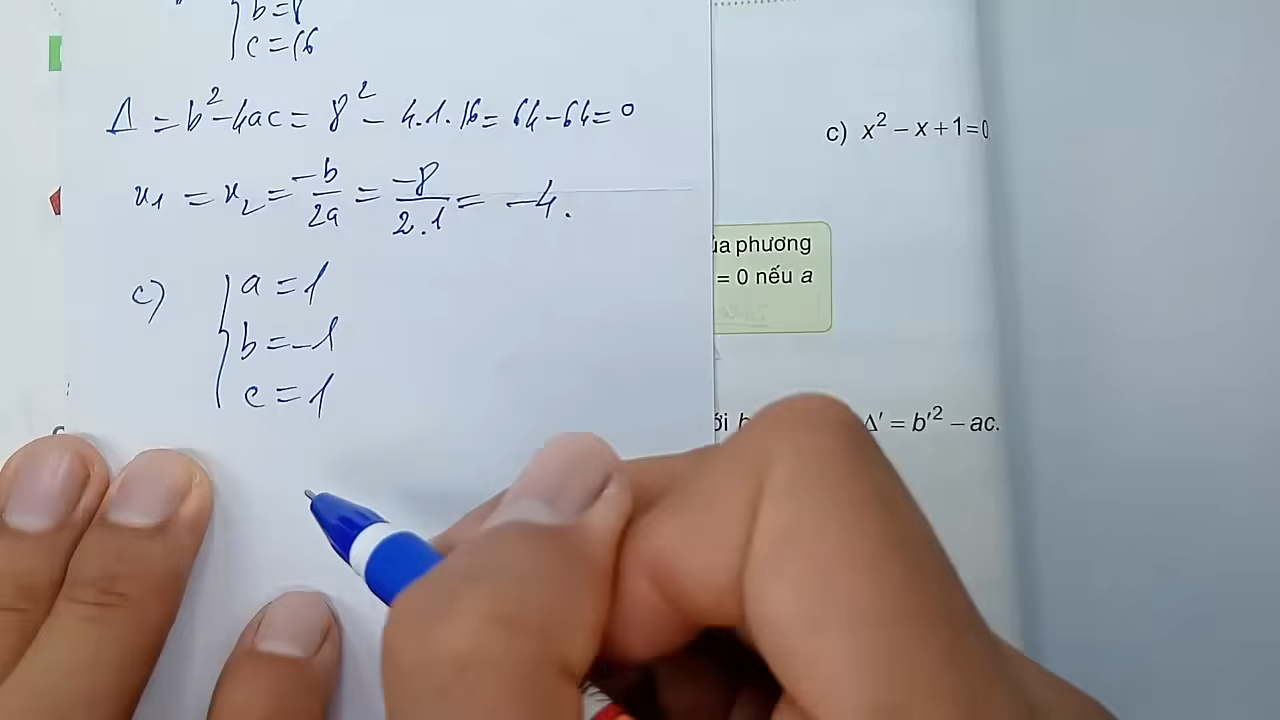 b = 8
c = 16
Δ = b² - 4ac = 8² - 4.1.16 = 64 - 64 = 0
x₁ = x₂ = -b/2a = -8/2.1 = -4.
c) a = 1
b = -1
c = 1
c) x² - x + 1 = 0
ủa phương
= 0 nếu a
Δ' = b'² - ac.